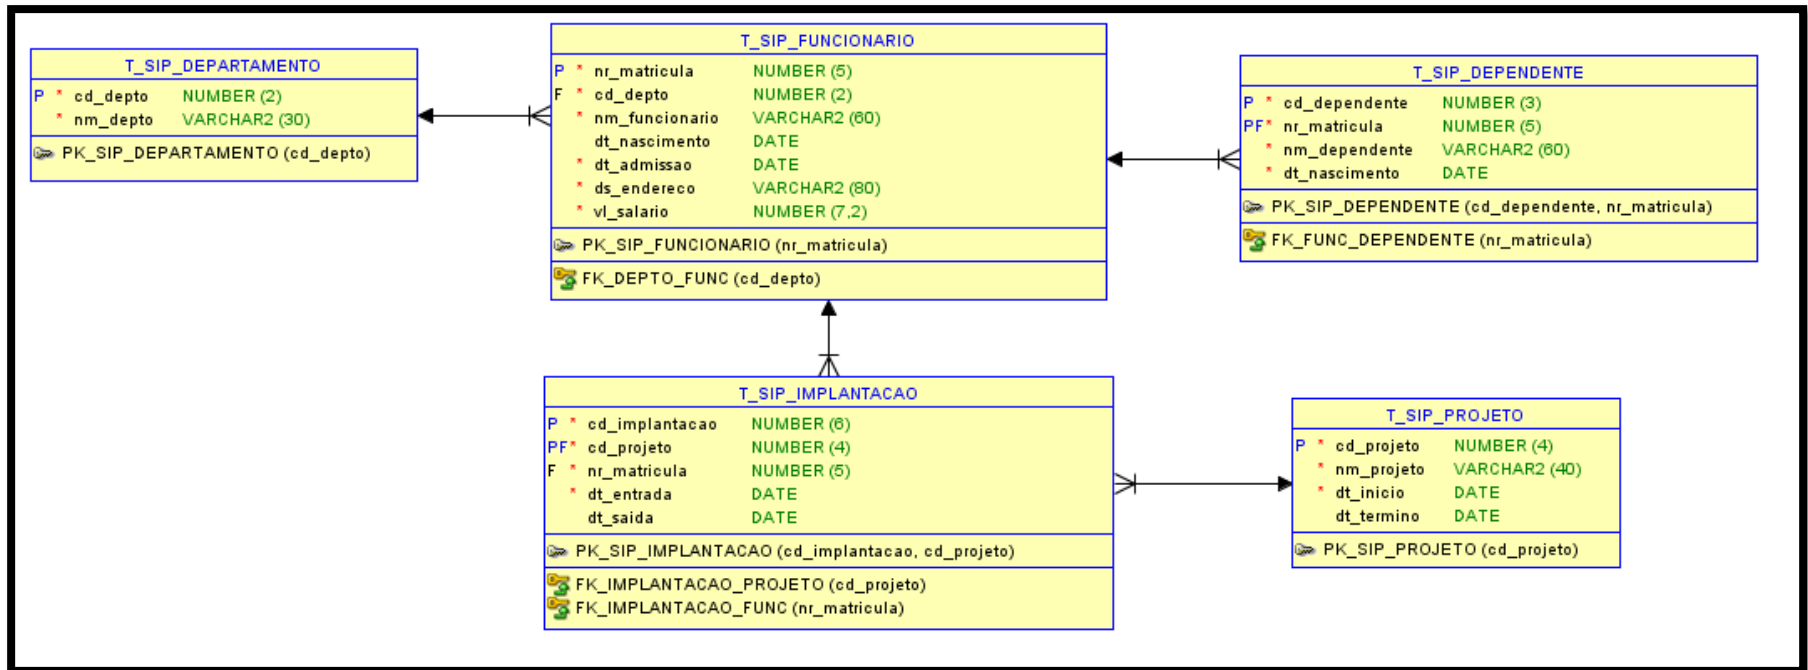 T_SIP_DEPARTAMENTO
P * cd_depto NUMBER (2)
* nm_depto VARCHAR2 (30)
PK_SIP_DEPARTAMENTO (cd_depto)
T_SIP_FUNCIONARIO
P * nr_matricula NUMBER (5)
F * cd_depto NUMBER (2)
* nm_funcionario VARCHAR2 (60)
dt_nascimento DATE
* dt_admissao DATE
* ds_endereco VARCHAR2 (80)
* vl_salario NUMBER (7,2)
PK_SIP_FUNCIONARIO (nr_matricula)
FK_DEPTO_FUNC (cd_depto)
T_SIP_DEPENDENTE
P * cd_dependente NUMBER (3)
PF* nr_matricula NUMBER (5)
* nm_dependente VARCHAR2 (60)
* dt_nascimento DATE
PK_SIP_DEPENDENTE (cd_dependente, nr_matricula)
FK_FUNC_DEPENDENTE (nr_matricula)
T_SIP_IMPLANTACAO
P * cd_implantacao NUMBER (6)
PF* cd_projeto NUMBER (4)
F * nr_matricula NUMBER (5)
* dt_entrada DATE
dt_saida DATE
PK_SIP_IMPLANTACAO (cd_implantacao, cd_projeto)
FK_IMPLANTACAO_PROJETO (cd_projeto)
FK_IMPLANTACAO_FUNC (nr_matricula)
T_SIP_PROJETO
P * cd_projeto NUMBER (4)
* nm_projeto VARCHAR2 (40)
* dt_inicio DATE
dt_termino DATE
PK_SIP_PROJETO (cd_projeto)